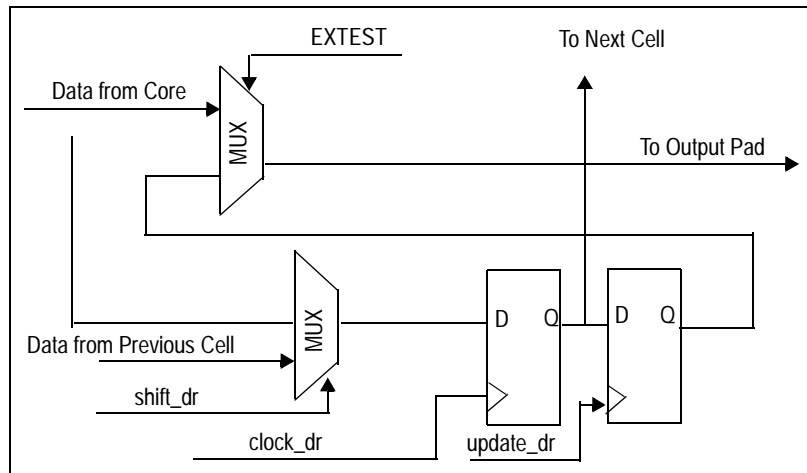 EXTEST
To Next Cell
Data from Core
MUX
To Output Pad
MUX
D Q
D Q
Data from Previous Cell
shift_dr
clock_dr
update_dr